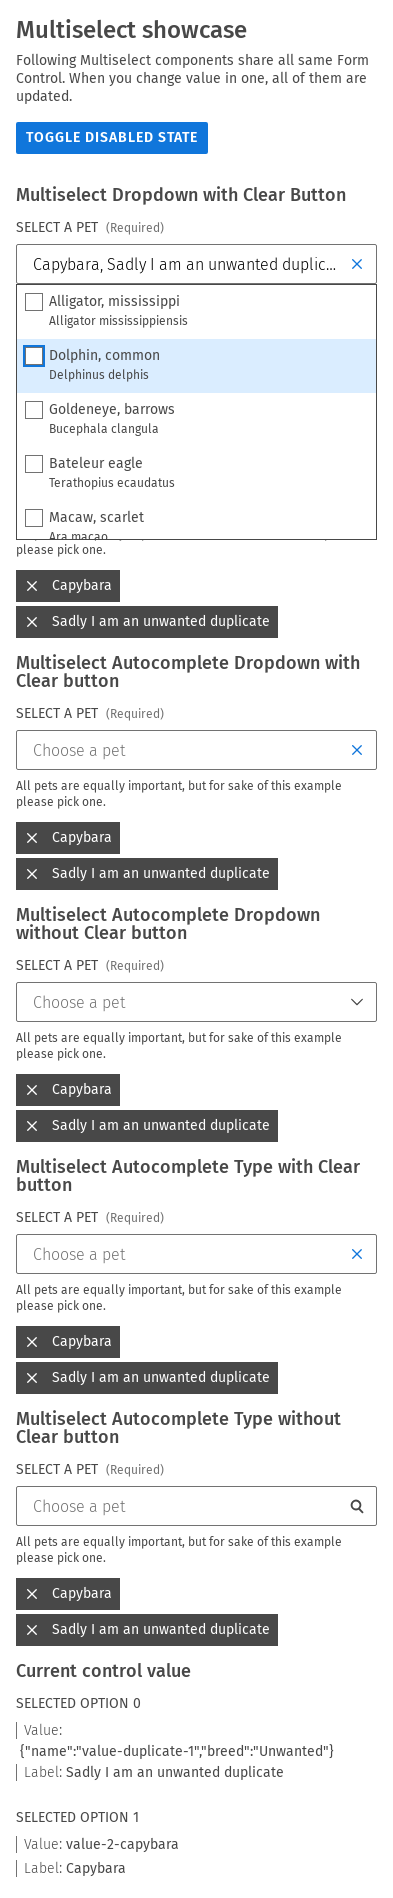 Multiselect showcase
Following Multiselect components share all same Form
Control. When you change value in one, all of them are
updated.
TOGGLE DISABLED STATE
Multiselect Dropdown with Clear Button
SELECT A PET (Required)
Capybara, Sadly I am an unwanted duplic...
Alligator, mississippi
Alligator mississippiensis
Dolphin, common
Delphinus delphis
Goldeneye, barrows
Bucephala clangula
Bateleur eagle
Terathopius ecaudatus
Macaw, scarlet
Ara macao
please pick one.
Capybara
Sadly I am an unwanted duplicate
Multiselect Autocomplete Dropdown with
Clear button
SELECT A PET (Required)
Choose a pet
All pets are equally important, but for sake of this example
please pick one.
Capybara
Sadly I am an unwanted duplicate
Multiselect Autocomplete Dropdown
without Clear button
SELECT A PET (Required)
Choose a pet
All pets are equally important, but for sake of this example
please pick one.
Capybara
Sadly I am an unwanted duplicate
Multiselect Autocomplete Type with Clear
button
SELECT A PET (Required)
Choose a pet
All pets are equally important, but for sake of this example
please pick one.
Capybara
Sadly I am an unwanted duplicate
Multiselect Autocomplete Type without
Clear button
SELECT A PET (Required)
Choose a pet
All pets are equally important, but for sake of this example
please pick one.
Capybara
Sadly I am an unwanted duplicate
Current control value
SELECTED OPTION 0
Value:
{"name":"value-duplicate-1","breed":"Unwanted"}
Label: Sadly I am an unwanted duplicate
SELECTED OPTION 1
Value: value-2-capybara
Label: Capybara